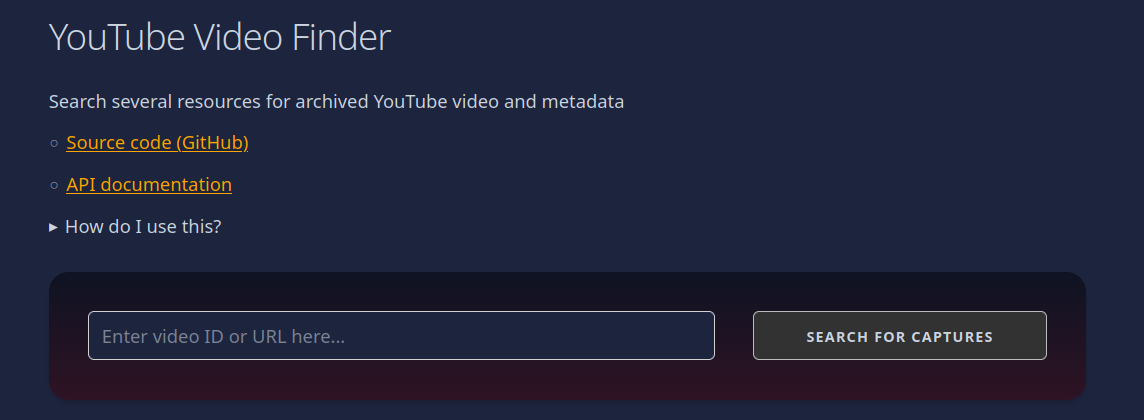 YouTube Video Finder
Search several resources for archived YouTube video and metadata
Source code (GitHub)
API documentation
How do I use this?
Enter video ID or URL here...
SEARCH FOR CAPTURES